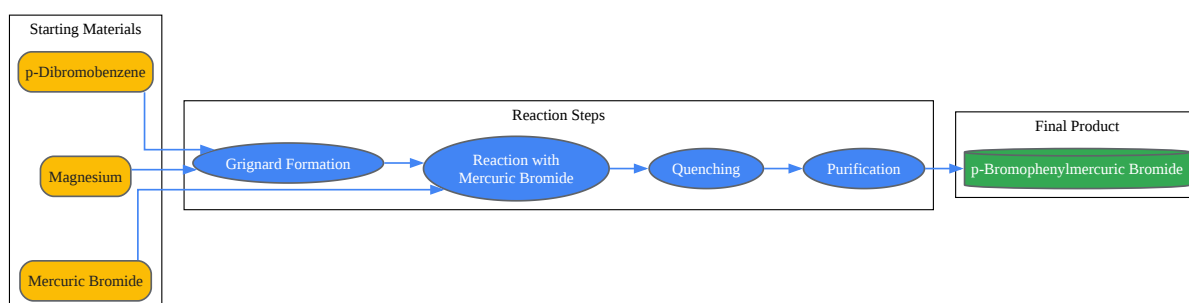 Starting Materials
p-Dibromobenzene
Magnesium
Mercuric Bromide
Reaction Steps
Grignard Formation
Reaction with
Mercuric Bromide
Quenching
Purification
Final Product
p-Bromophenylmercuric Bromide